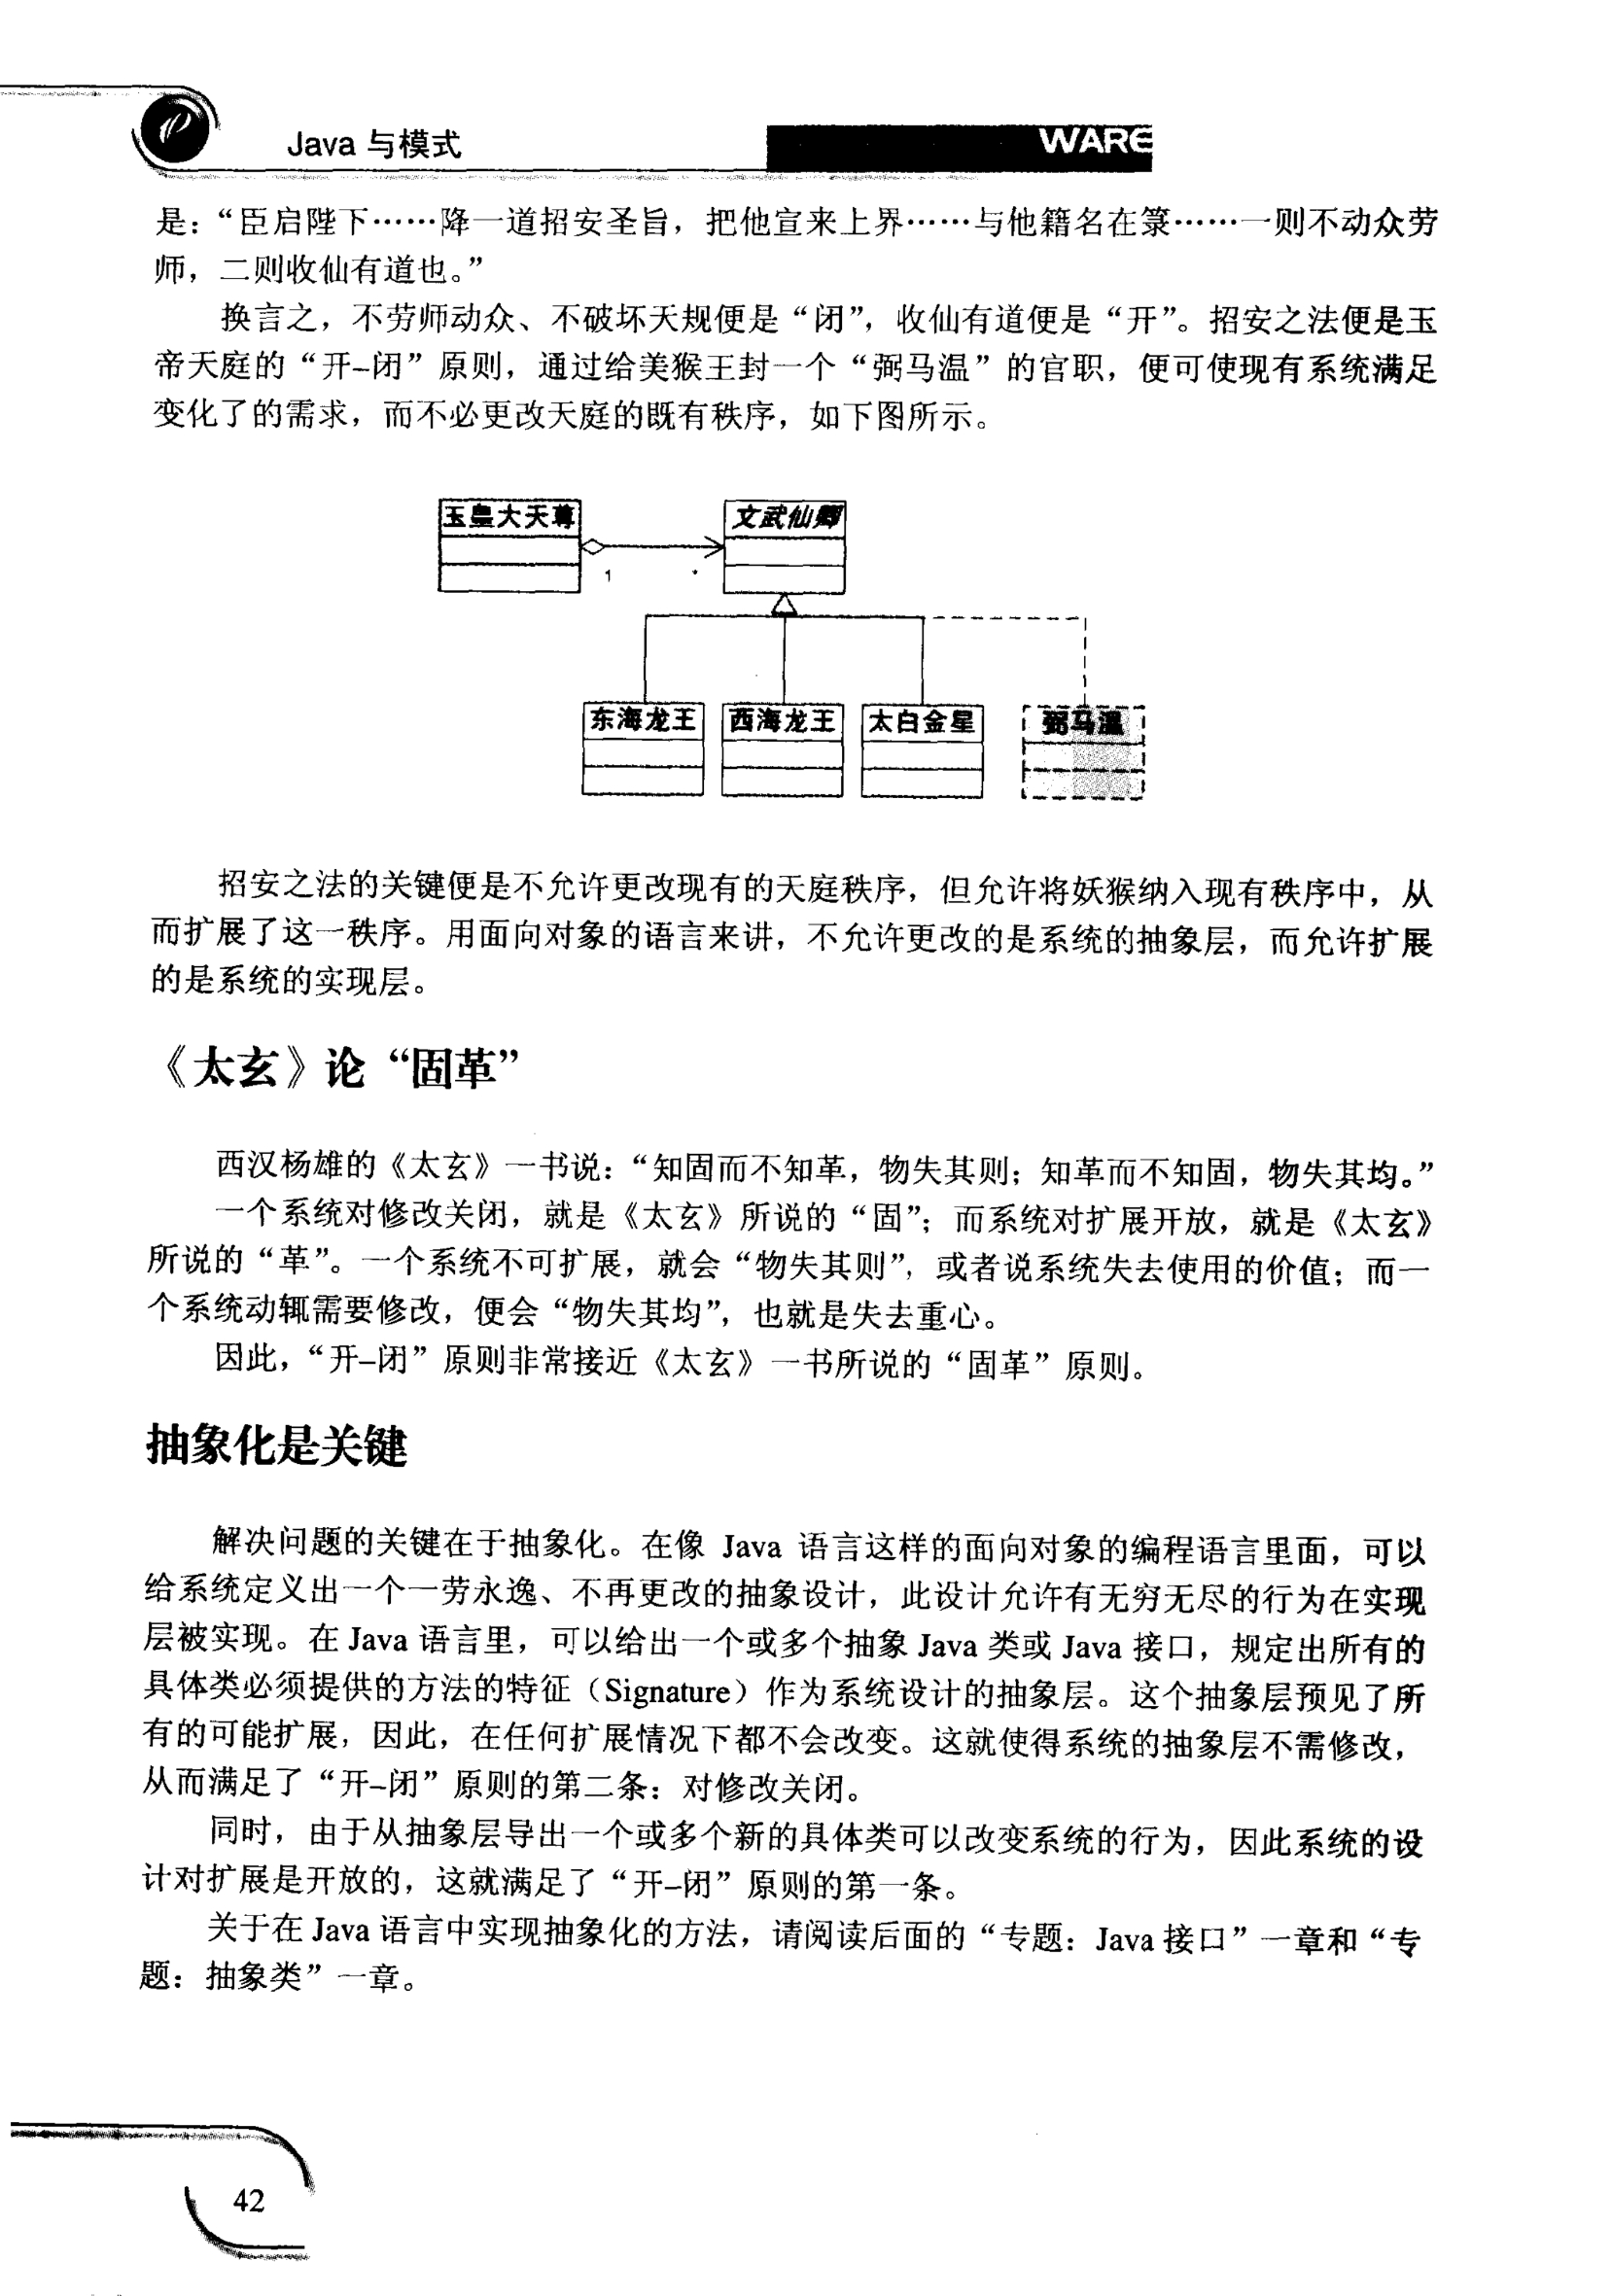 Java 与模式
WARE
是：“臣启陛下……降一道招安圣旨，把他宣来上界……与他籍名在箓……一则不动众劳
师，二则收仙有道也。”
换言之，不劳师动众、不破坏天规便是“闭”，收仙有道便是“开”。招安之法便是玉
帝天庭的“开–闭”原则，通过给美猴王封一个“弼马温”的官职，便可使现有系统满足
变化了的需求，而不必更改天庭的既有秩序，如下图所示。
玉皇大天尊
文武仙卿
1
*
东海龙王
西海龙王
太白金星
弼马温
招安之法的关键便是不允许更改现有的天庭秩序，但允许将妖猴纳入现有秩序中，从
而扩展了这一秩序。用面向对象的语言来讲，不允许更改的是系统的抽象层，而允许扩展
的是系统的实现层。
《太玄》论“固革”
西汉杨雄的《太玄》一书说：“知固而不知革，物失其则；知革而不知固，物失其均。”
一个系统对修改关闭，就是《太玄》所说的“固”；而系统对扩展开放，就是《太玄》
所说的“革”。一个系统不可扩展，就会“物失其则”，或者说系统失去使用的价值；而一
个系统动辄需要修改，便会“物失其均”，也就是失去重心。
因此，“开–闭”原则非常接近《太玄》一书所说的“固革”原则。
抽象化是关键
解决问题的关键在于抽象化。在像 Java 语言这样的面向对象的编程语言里面，可以
给系统定义出一个一劳永逸、不再更改的抽象设计，此设计允许有无穷无尽的行为在实现
层被实现。在 Java 语言里，可以给出一个或多个抽象 Java 类或 Java 接口，规定出所有的
具体类必须提供的方法的特征（Signature）作为系统设计的抽象层。这个抽象层预见了所
有的可能扩展，因此，在任何扩展情况下都不会改变。这就使得系统的抽象层不需修改，
从而满足了“开–闭”原则的第二条：对修改关闭。
同时，由于从抽象层导出一个或多个新的具体类可以改变系统的行为，因此系统的设
计对扩展是开放的，这就满足了“开–闭”原则的第一条。
关于在 Java 语言中实现抽象化的方法，请阅读后面的“专题：Java 接口”一章和“专
题：抽象类”一章。
42